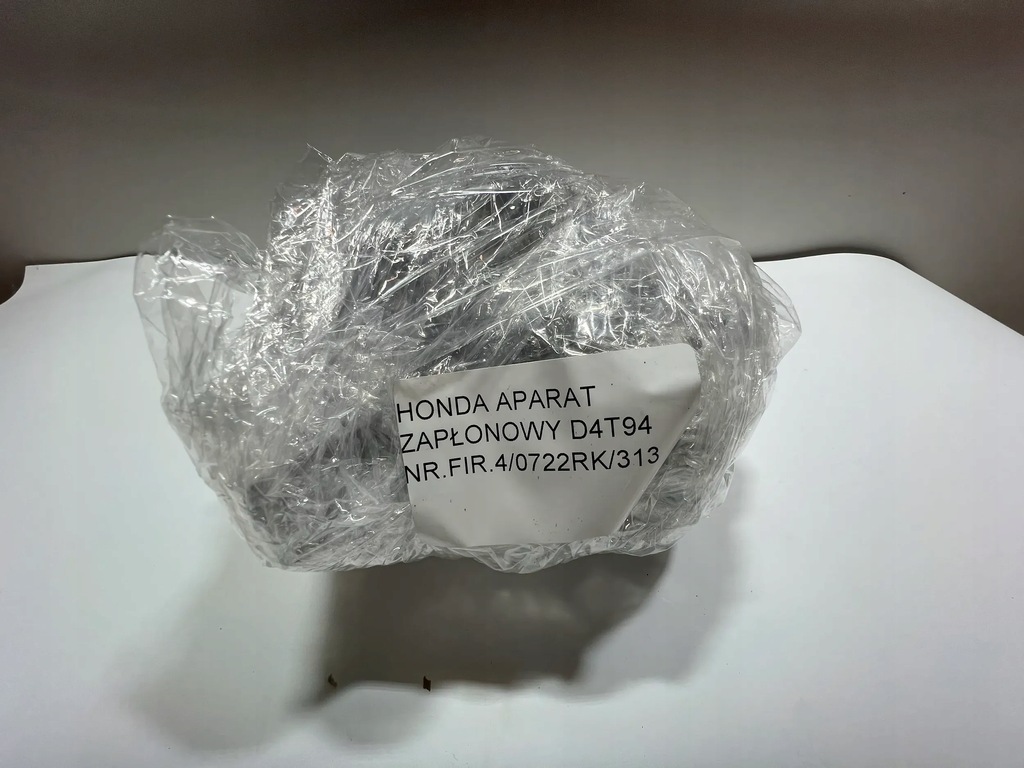 HONDA APARAT
ZAPŁONOWY D4T94
NR.FIR.4/0722RK/313